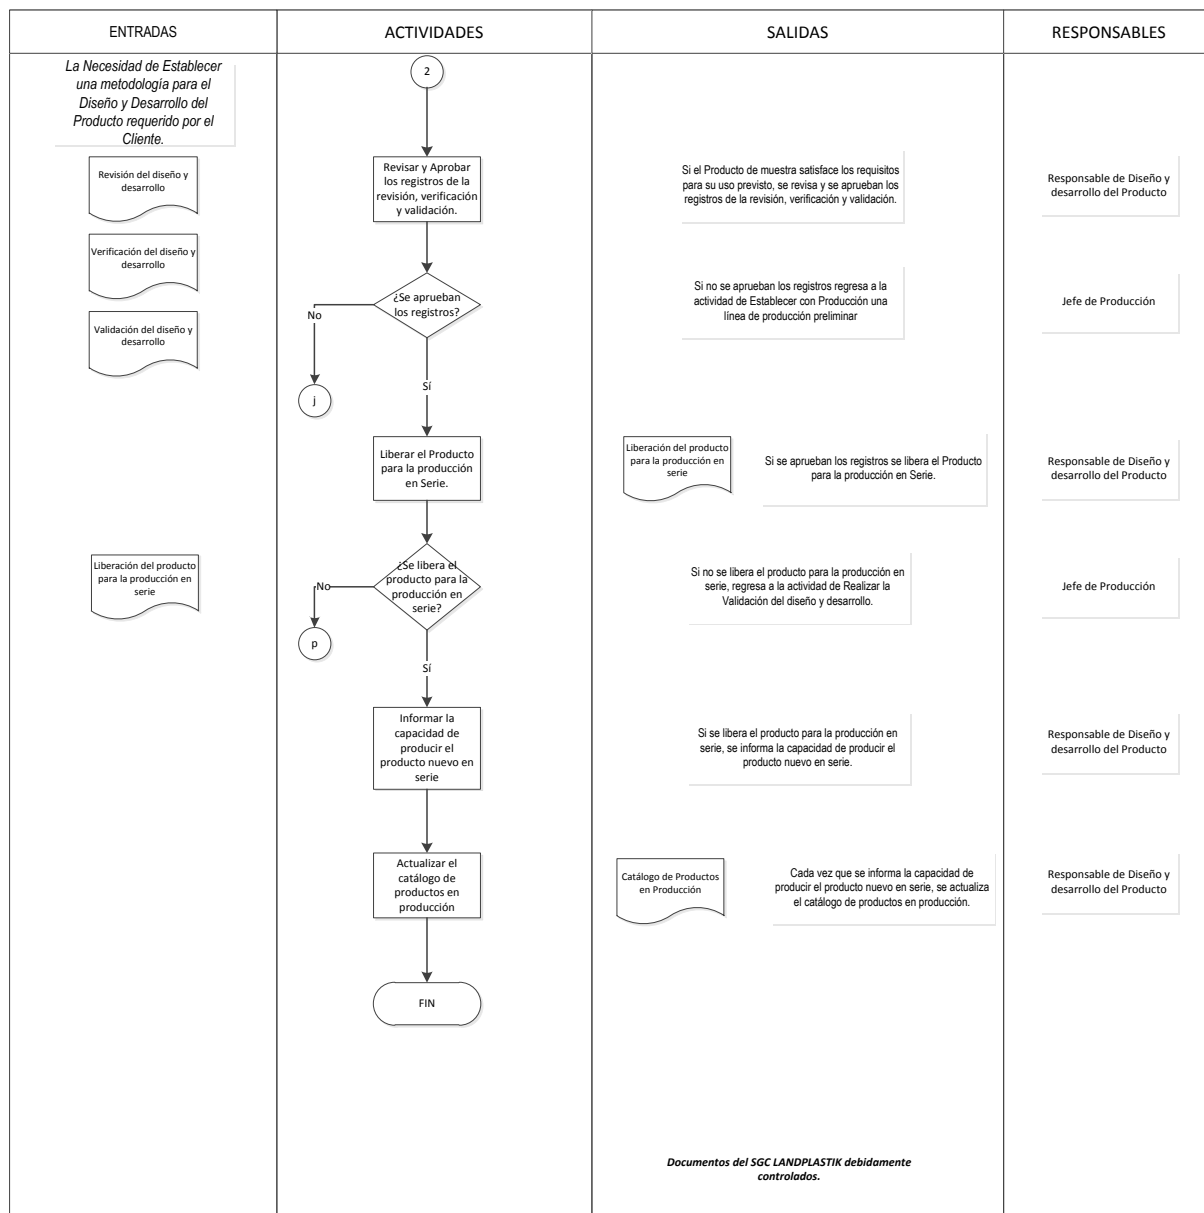 ENTRADAS
ACTIVIDADES
SALIDAS
RESPONSABLES
La Necesidad de Establecer
una metodología para el
Diseño y Desarrollo del
Producto requerido por el
Cliente.
2
Revisión del diseño y
desarrollo
Revisar y Aprobar
los registros de la
revisión, verificación
y validación.
Si el Producto de muestra satisface los requisitos
para su uso previsto, se revisa y se aprueban los
registros de la revisión, verificación y validación.
Responsable de Diseño y
desarrollo del Producto
Verificación del diseño y
desarrollo
¿Se aprueban
los registros?
No
Si no se aprueban los registros regresa a la
actividad de Establecer con Producción una
línea de producción preliminar
Jefe de Producción
Validación del diseño y
desarrollo
j
Sí
Liberar el Producto
para la producción
en Serie.
Liberación del producto
para la producción en
serie
Si se aprueban los registros se libera el Producto
para la producción en Serie.
Responsable de Diseño y
desarrollo del Producto
Liberación del producto
para la producción en
serie
¿Se libera el
producto para la
producción en
serie?
No
Si no se libera el producto para la producción en
serie, regresa a la actividad de Realizar la
Validación del diseño y desarrollo.
Jefe de Producción
p
Sí
Informar la
capacidad de
producir el
producto nuevo en
serie
Si se libera el producto para la producción en
serie, se informa la capacidad de producir el
producto nuevo en serie.
Responsable de Diseño y
desarrollo del Producto
Actualizar el
catálogo de
productos en
producción
Catálogo de Productos
en Producción
Cada vez que se informa la capacidad de
producir el producto nuevo en serie, se actualiza
el catálogo de productos en producción.
Responsable de Diseño y
desarrollo del Producto
FIN
Documentos del SGC LANDPLASTIK debidamente
controlados.